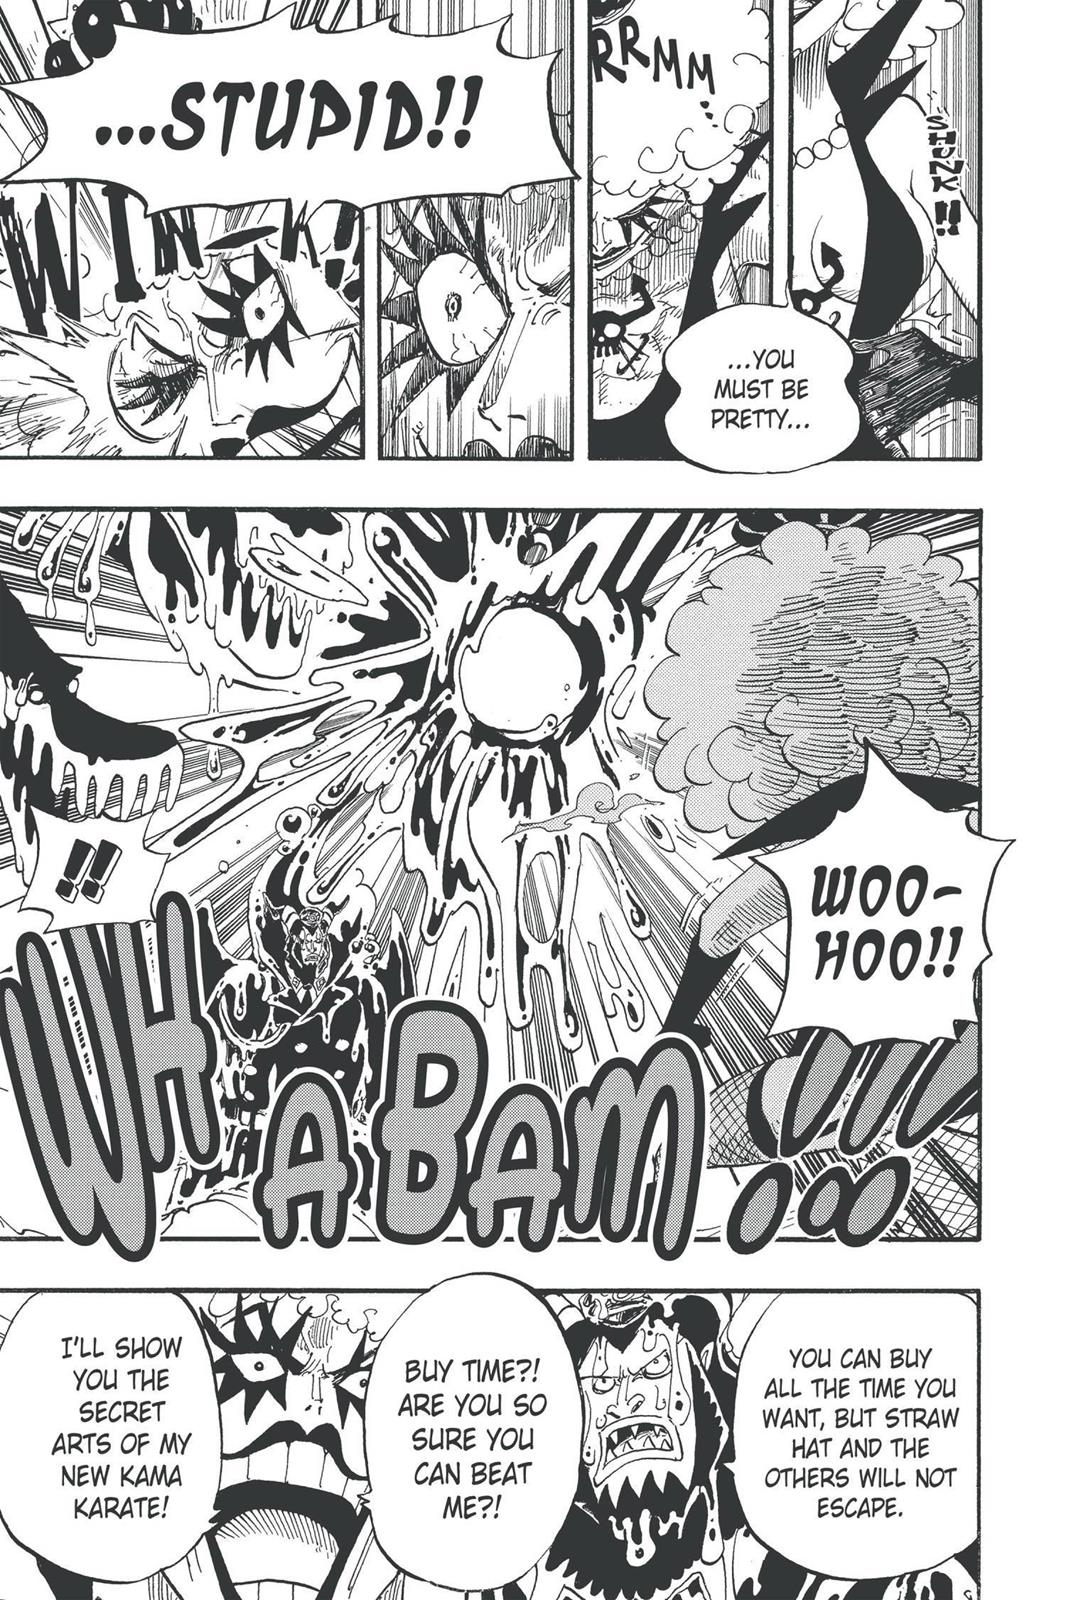 SHUNK!!
RRMM
...YOU
MUST BE
PRETTY...
...STUPID!!
WINK!
WOO-
HOO!!
!!
WHABAM!!!
YOU CAN BUY
ALL THE TIME YOU
WANT, BUT STRAW
HAT AND THE
OTHERS WILL NOT
ESCAPE.
BUY TIME?!
ARE YOU SO
SURE YOU
CAN BEAT
ME?!
I'LL SHOW
YOU THE
SECRET
ARTS OF MY
NEW KAMA
KARATE!